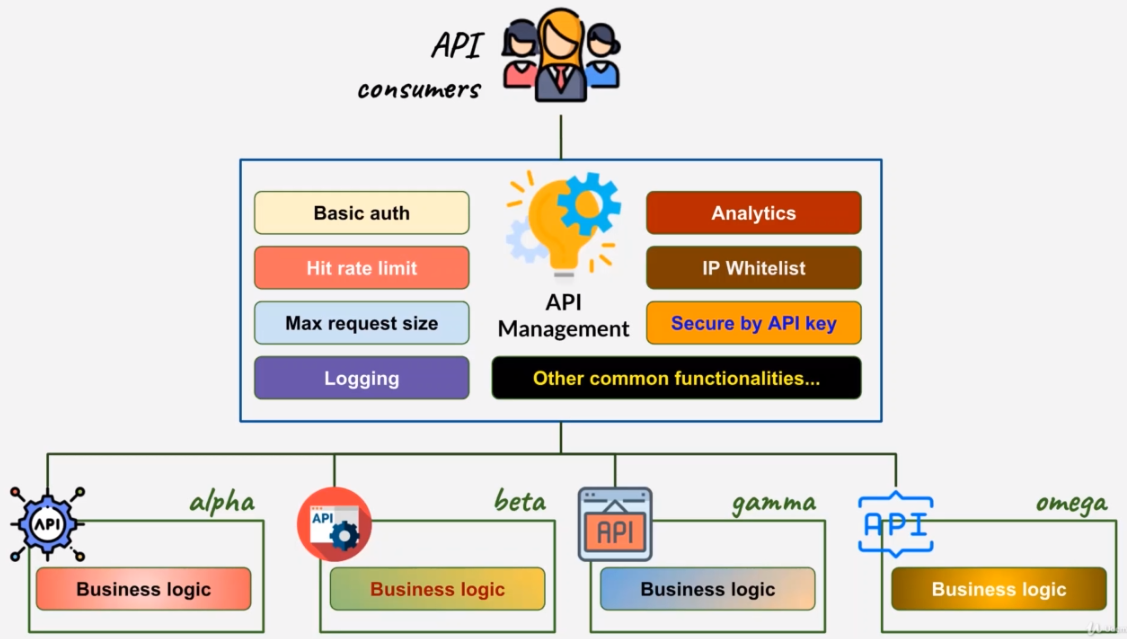 API
consumers
Basic auth
Analytics
Hit rate limit
IP Whitelist
API
Management
Max request size
Secure by API key
Logging
Other common functionalities...
alpha
beta
gamma
omega
API
API
API
API
Business logic
Business logic
Business logic
Business logic